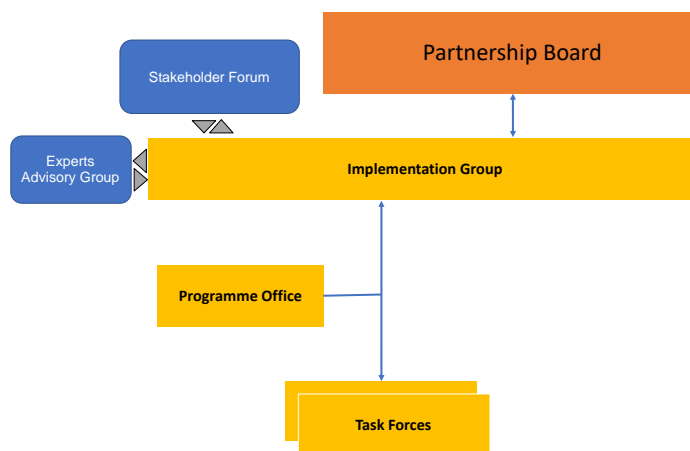 Partnership Board
Stakeholder Forum
Experts
Advisory Group
Implementation Group
Programme Office
Task Forces